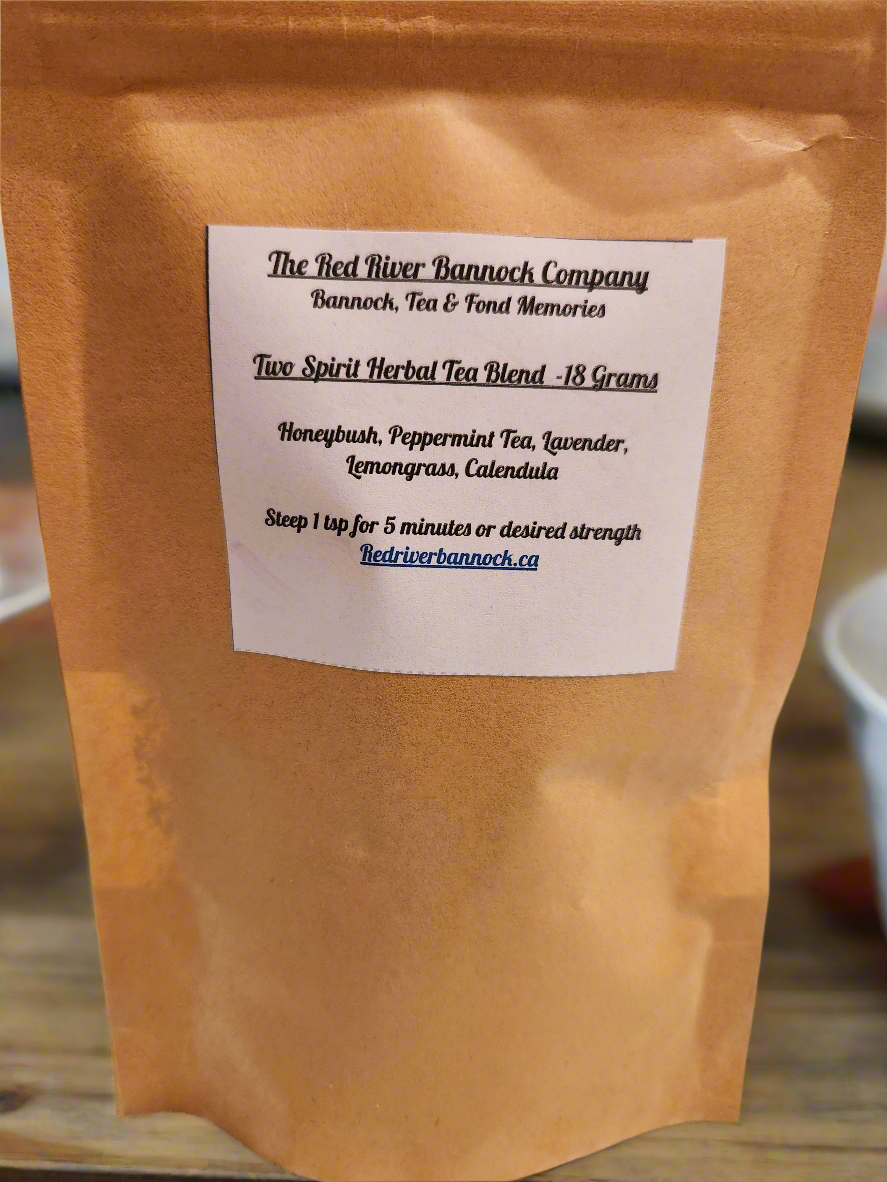 The Red River Bannock Company
Bannock, Tea & Fond Memories
Two Spirit Herbal Tea Blend -18 Grams
Honeybush, Peppermint Tea, Lavender,
Lemongrass, Calendula
Steep 1 tsp for 5 minutes or desired strength
Redriverbannock.ca